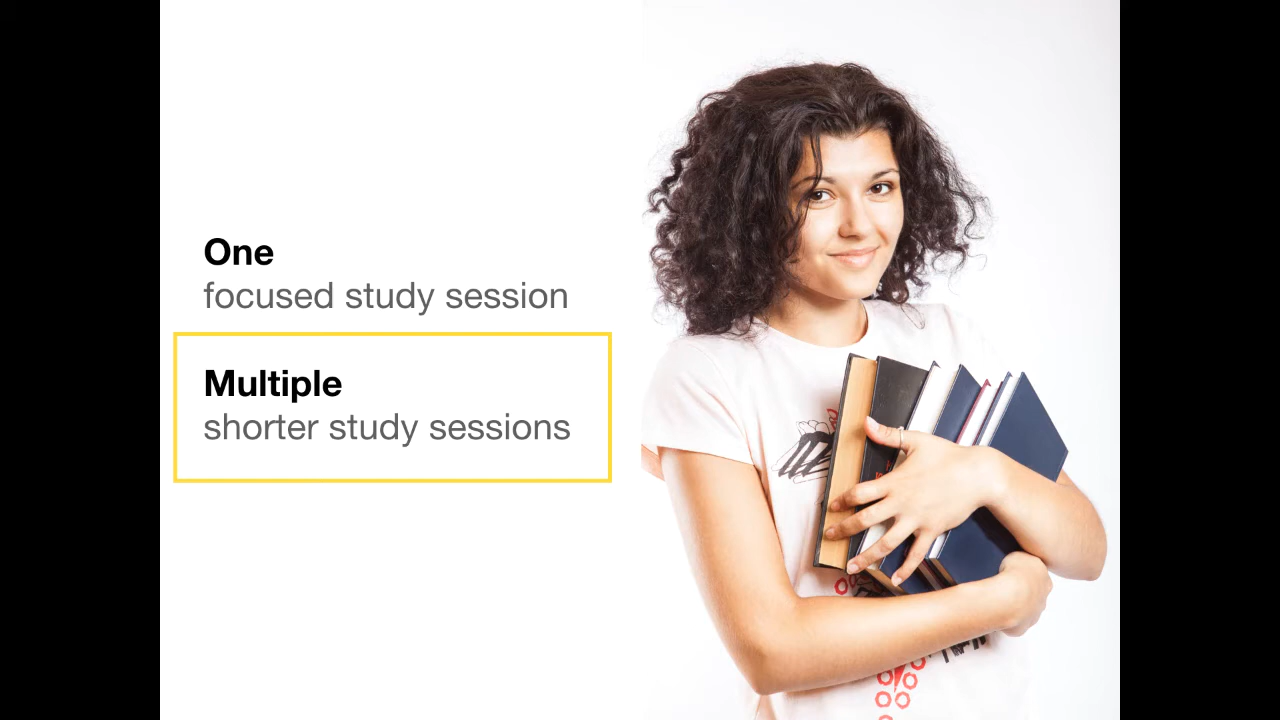 One
focused study session
Multiple
shorter study sessions